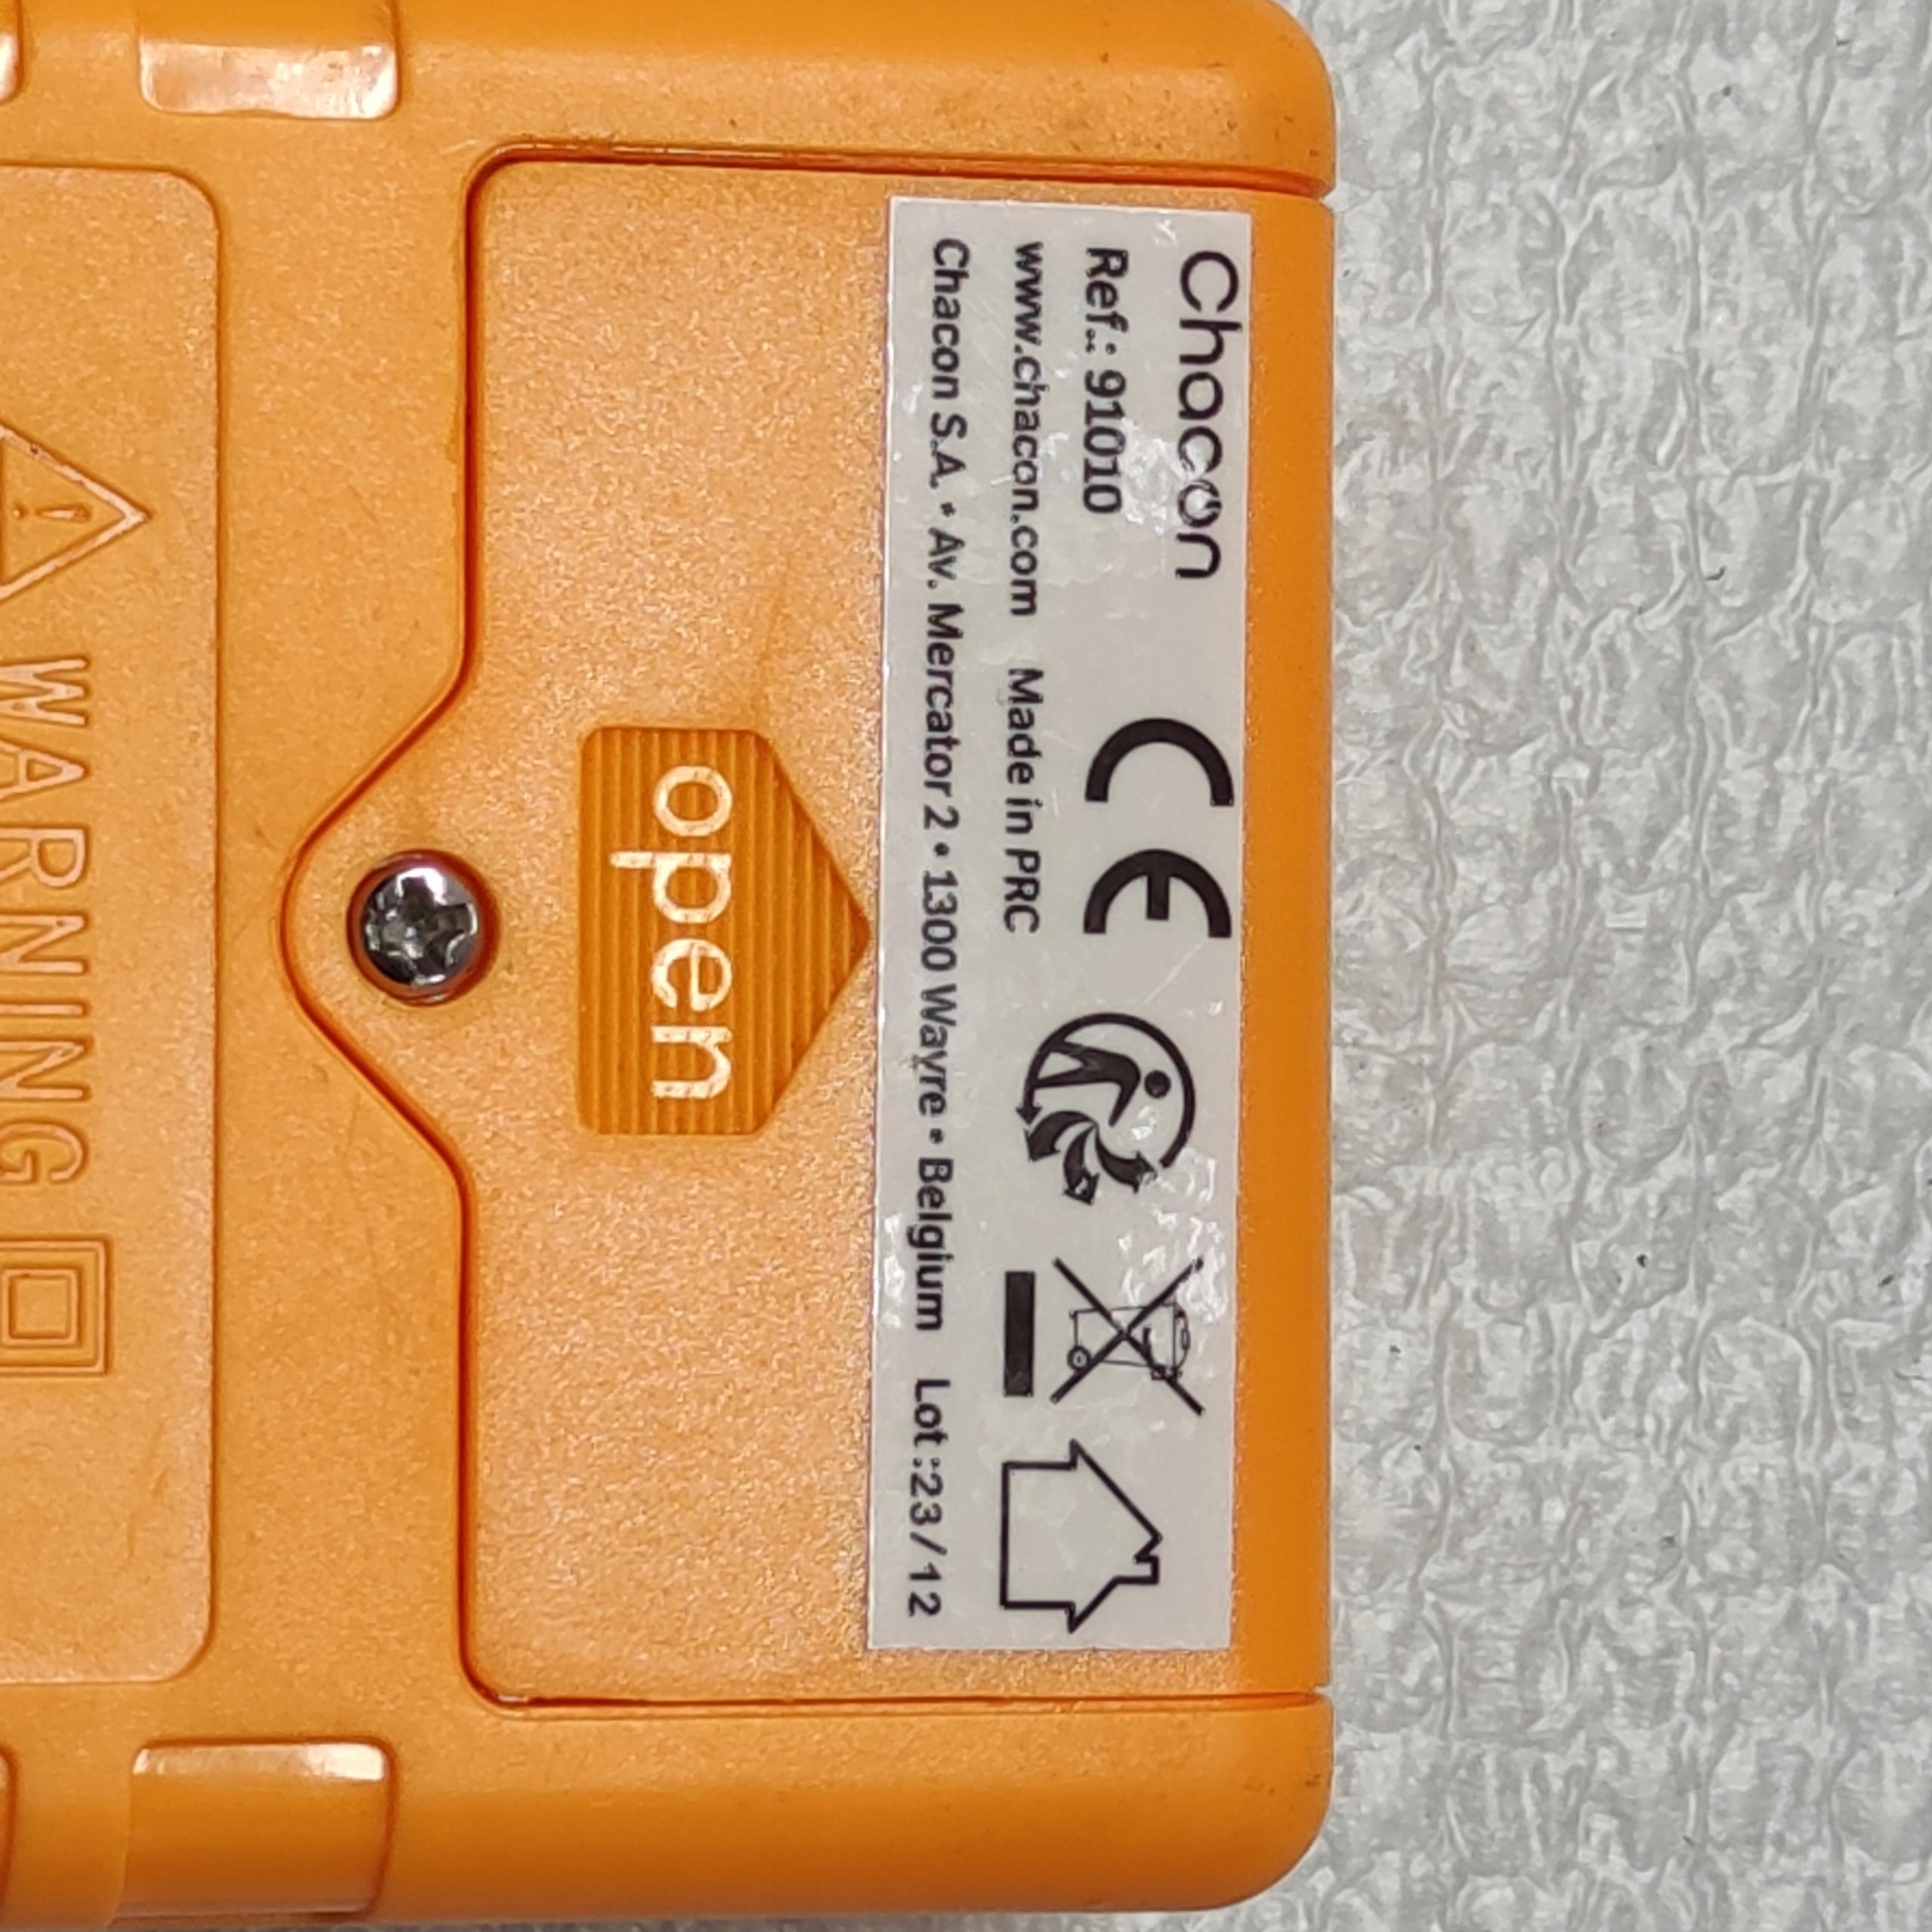 Chacon
Ref.: 91010
www.chacon.com Made in PRC
Chacon S.A. • Av. Mercator 2 • 1300 Wavre • Belgium Lot :23/12
CE
open
WARNING